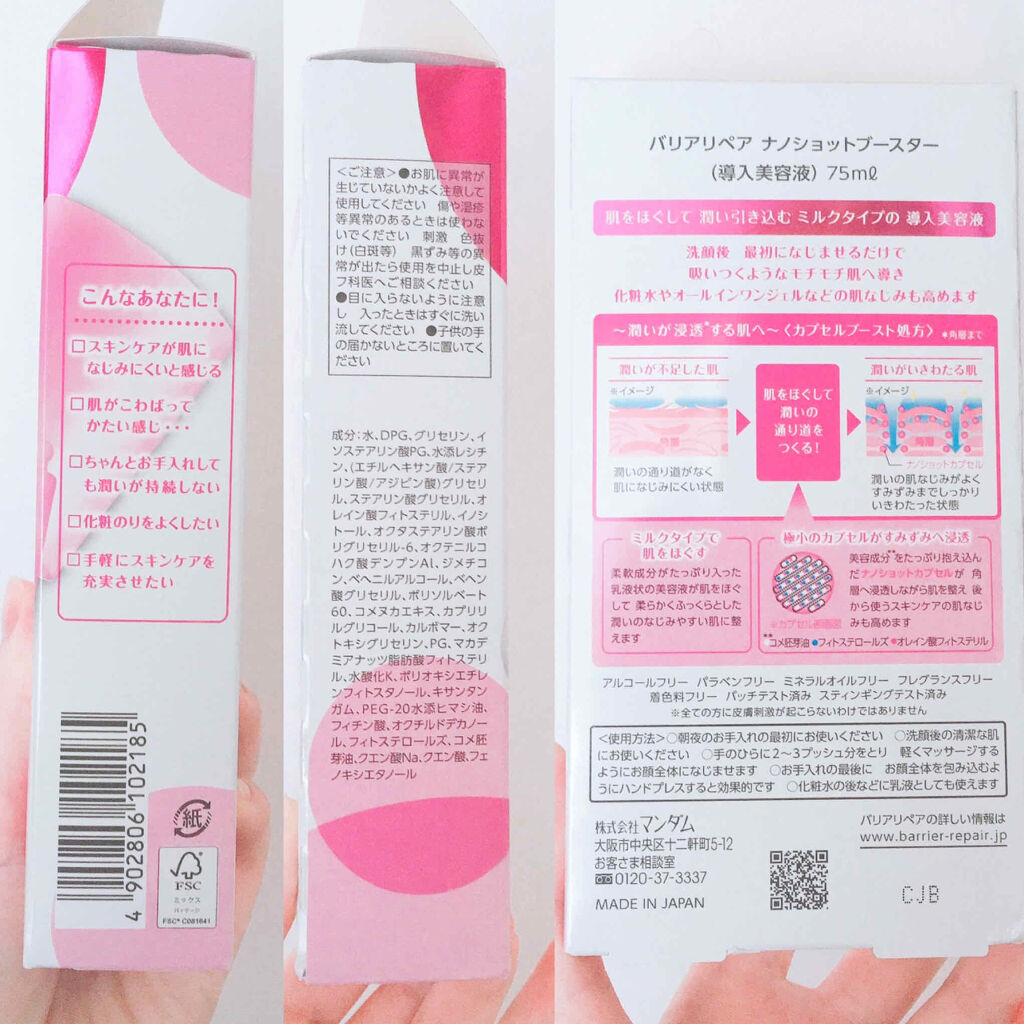 こんなあなたに！
□スキンケアが肌に
なじみにくいと感じる
□肌がこわばって
かたい感じ・・・
□ちゃんとお手入れして
も潤いが持続しない
□化粧のりをよくしたい
□手軽にスキンケアを
充実させたい
4 902806 102185
紙
FSC
ミックス
パッケージ
FSC® C081641
＜ご注意＞●お肌に異常が
生じていないかよく注意して
使用してください　傷や湿疹
等異常のあるときは使わな
いでください　刺激　色抜
け(白斑等)　黒ずみ等の異
常が出たら使用を中止し皮
フ科医へご相談ください
●目に入らないように注意
し　入ったときはすぐに洗い
流してください　●子供の手
の届かないところに置いてく
ださい
成分：水、DPG、グリセリン、イ
ソステアリン酸PG、水添レシチ
ン、(エチルヘキサン酸/ステア
リン酸/アジピン酸)グリセリ
ル、ステアリン酸グリセリル、オ
レイン酸フィトステリル、イノシ
トール、オクタステアリン酸ポ
リグリセリル-6、オクテニルコ
ハク酸デンプンAl、ジメチコ
ン、ベヘニルアルコール、ベヘン
酸グリセリル、ポリソルベート
60、コメヌカエキス、カプリリ
ルグリコール、カルボマー、オク
トキシグリセリン、PG、マカデ
ミアナッツ脂肪酸フィトステリ
ル、水酸化K、ポリオキシエチレ
ンフィトスタノール、キサンタン
ガム、PEG-20水添ヒマシ油、
フィチン酸、オクチルドデカノー
ル、フィトステロールズ、コメ胚
芽油、クエン酸Na、クエン酸、フェ
ノキシエタノール
バリアリペア ナノショットブースター
(導入美容液) 75mℓ
肌をほぐして 潤い引き込む ミルクタイプの 導入美容液
洗顔後　最初になじませるだけで
吸いつくようなモチモチ肌へ導き
化粧水やオールインワンジェルなどの肌なじみも高めます
～潤いが浸透*する肌へ～〈カプセルブースト処方〉 *角層まで
潤いが不足した肌
※イメージ
角層
潤いの通り道がなく
肌になじみにくい状態
肌をほぐして
潤いの
通り道を
つくる！
潤いがいきわたる肌
※イメージ
角層
ナノショットカプセル
潤いの肌なじみがよく
すみずみまでしっかり
いきわたった状態
ミルクタイプで
肌をほぐす
柔軟成分がたっぷり入った
乳液状の美容液が肌をほぐ
して 柔らかくふっくらとした
潤いのなじみやすい肌に整
えます
極小のカプセルがすみずみへ浸透
美容成分**をたっぷり抱え込ん
だナノショットカプセルが　角
層へ浸透しながら肌を整え 後
から使うスキンケアの肌なじ
みも高めます
※カプセル断面図
**●コメ胚芽油 ●フィトステロールズ ●オレイン酸フィトステリル
アルコールフリー　パラベンフリー　ミネラルオイルフリー　フレグランスフリー
着色料フリー　パッチテスト済み　スティンギングテスト済み
※全ての方に皮膚刺激が起こらないわけではありません
＜使用方法＞○朝夜のお手入れの最初にお使いください　○洗顔後の清潔な肌
にお使いください　○手のひらに2～3プッシュ分をとり　軽くマッサージする
ようにお顔全体になじませます　○お手入れの最後に　お顔全体を包み込むよ
うにハンドプレスすると効果的です　○化粧水の後などに乳液としても使えます
株式会社 マンダム
大阪市中央区十二軒町5-12
お客さま相談室
0120-37-3337
MADE IN JAPAN
バリアリペアの詳しい情報は
www.barrier-repair.jp
CJB